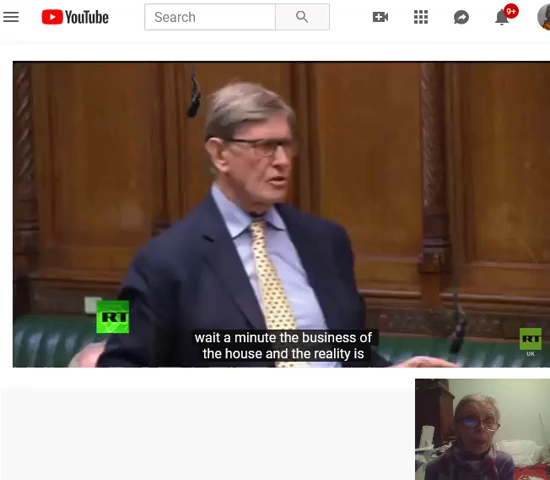 YouTube
Search
9+
RT
wait a minute the business of
the house and the reality is
RT
UK